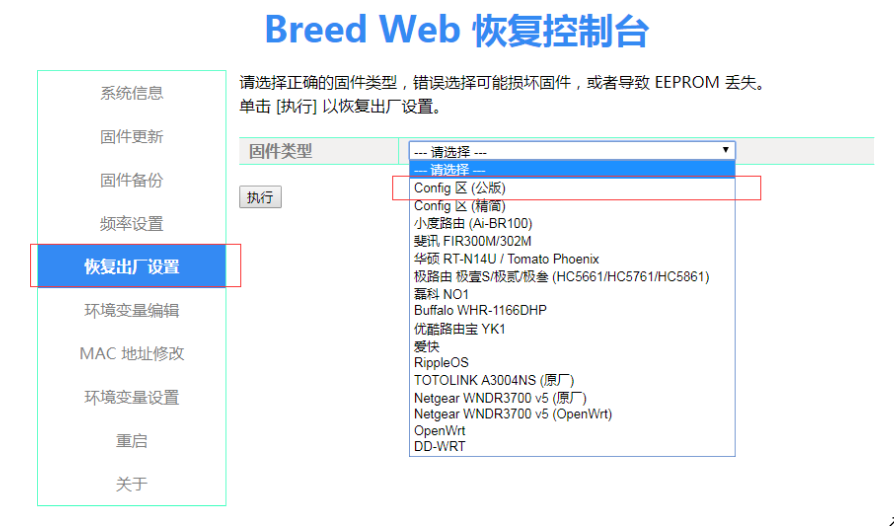 Breed Web 恢复控制台
系统信息
固件更新
固件备份
频率设置
恢复出厂设置
环境变量编辑
MAC 地址修改
环境变量设置
重启
关于
请选择正确的固件类型，错误选择可能损坏固件，或者导致 EEPROM 丢失。
单击 [执行] 以恢复出厂设置。
固件类型
--- 请选择 ---
--- 请选择 ---
Config 区 (公版)
Config 区 (精简)
小度路由 (Ai-BR100)
斐讯 FIR300M/302M
华硕 RT-N14U / Tomato Phoenix
极路由 极壹S/极贰/极叁 (HC5661/HC5761/HC5861)
磊科 NO1
Buffalo WHR-1166DHP
优酷路由宝 YK1
爱快
RippleOS
TOTOLINK A3004NS (原厂)
Netgear WNDR3700 v5 (原厂)
Netgear WNDR3700 v5 (OpenWrt)
OpenWrt
DD-WRT
执行